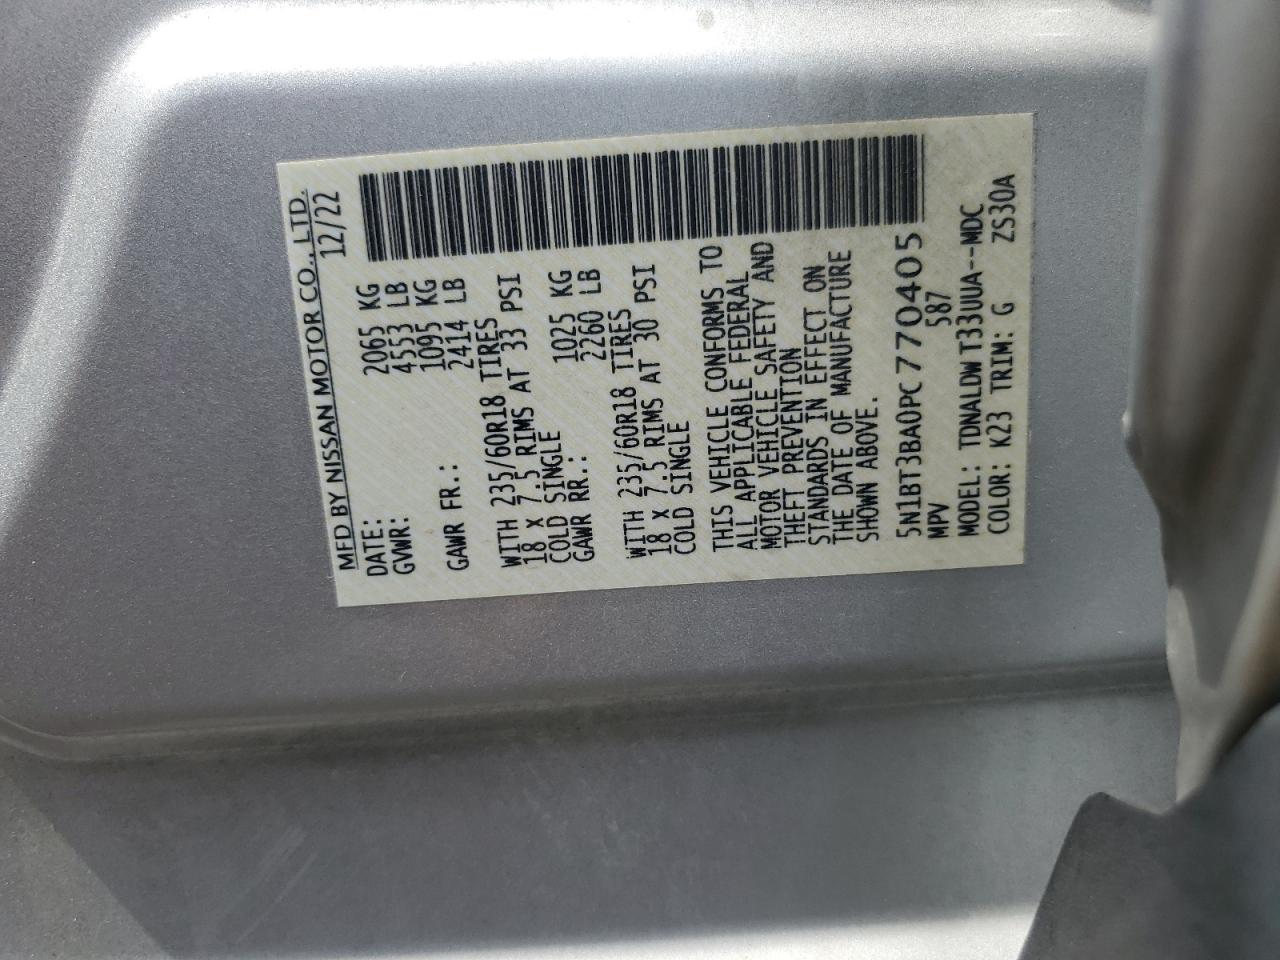 MFD BY NISSAN MOTOR CO., LTD.
DATE: 12/22
GVWR: 2065 KG
4553 LB
GAWR FR.: 1095 KG
2414 LB
WITH 235/60R18 TIRES
18 X 7.5 RIMS AT 33 PSI
COLD SINGLE
GAWR RR.: 1025 KG
2260 LB
WITH 235/60R18 TIRES
18 X 7.5 RIMS AT 30 PSI
COLD SINGLE
THIS VEHICLE CONFORMS TO
ALL APPLICABLE FEDERAL
MOTOR VEHICLE SAFETY AND
THEFT PREVENTION
STANDARDS IN EFFECT ON
THE DATE OF MANUFACTURE
SHOWN ABOVE.
5N1BT3BA0PC770405
MPV 587
MODEL: TDNALDWT33UUA--MDC
COLOR: K23 TRIM: G ZS30A